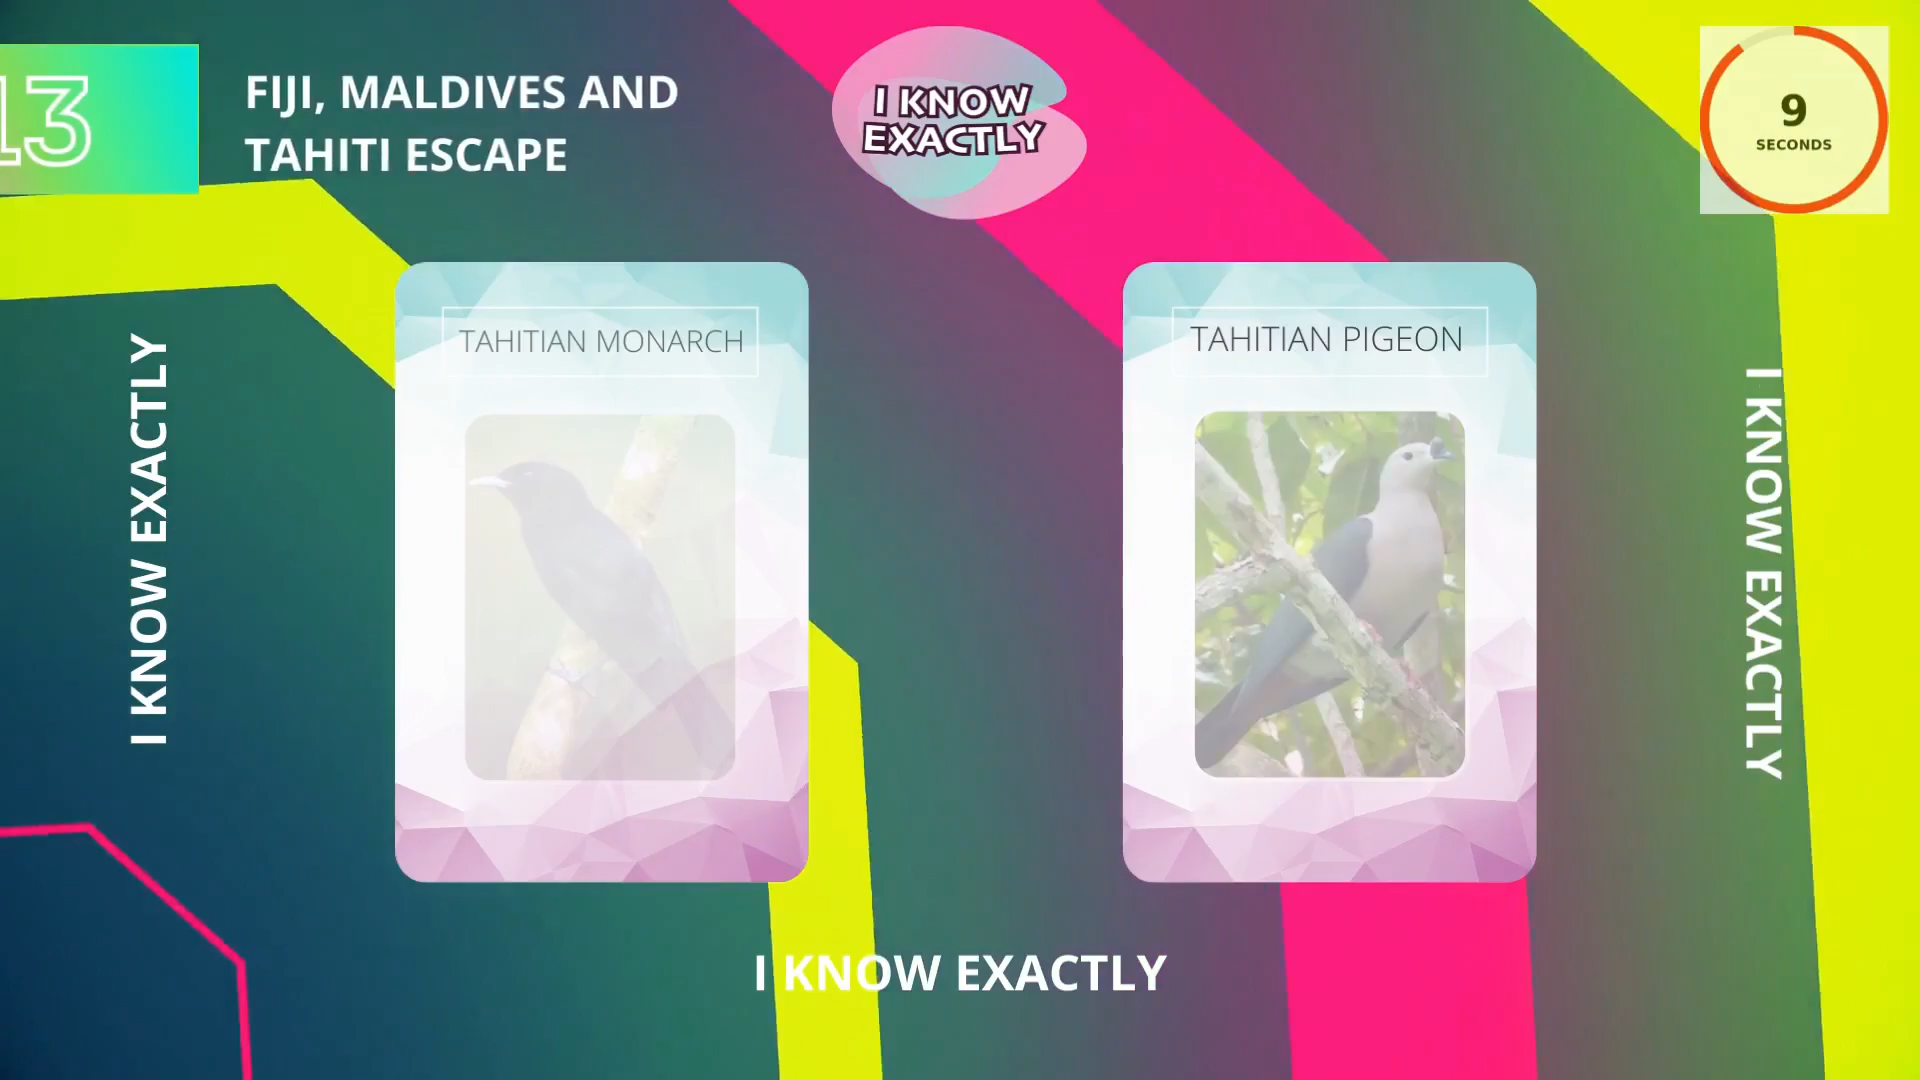 13
FIJI, MALDIVES AND
TAHITI ESCAPE
I KNOW
EXACTLY
9
SECONDS
TAHITIAN MONARCH
TAHITIAN PIGEON
I KNOW EXACTLY
I KNOW EXACTLY
I KNOW EXACTLY